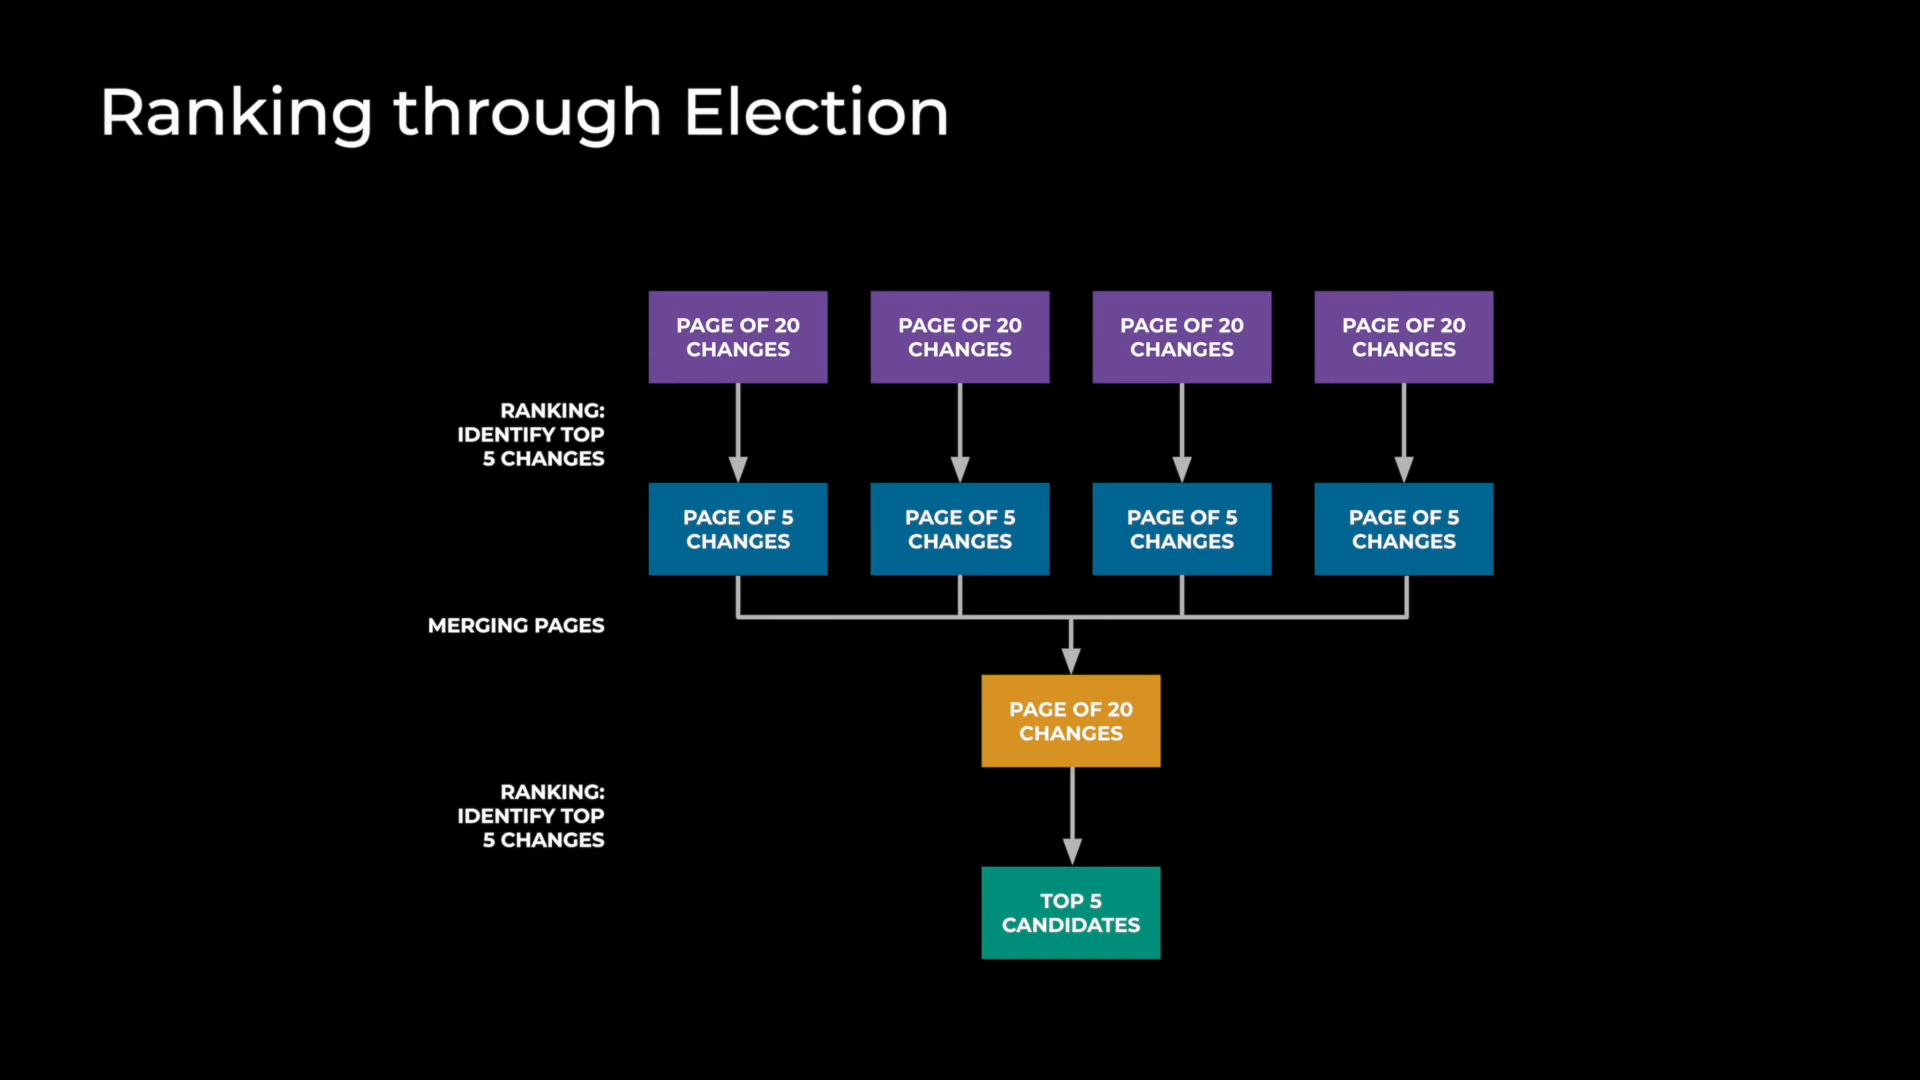 Ranking through Election
PAGE OF 20
CHANGES
PAGE OF 20
CHANGES
PAGE OF 20
CHANGES
PAGE OF 20
CHANGES
RANKING:
IDENTIFY TOP
5 CHANGES
PAGE OF 5
CHANGES
PAGE OF 5
CHANGES
PAGE OF 5
CHANGES
PAGE OF 5
CHANGES
MERGING PAGES
PAGE OF 20
CHANGES
RANKING:
IDENTIFY TOP
5 CHANGES
TOP 5
CANDIDATES